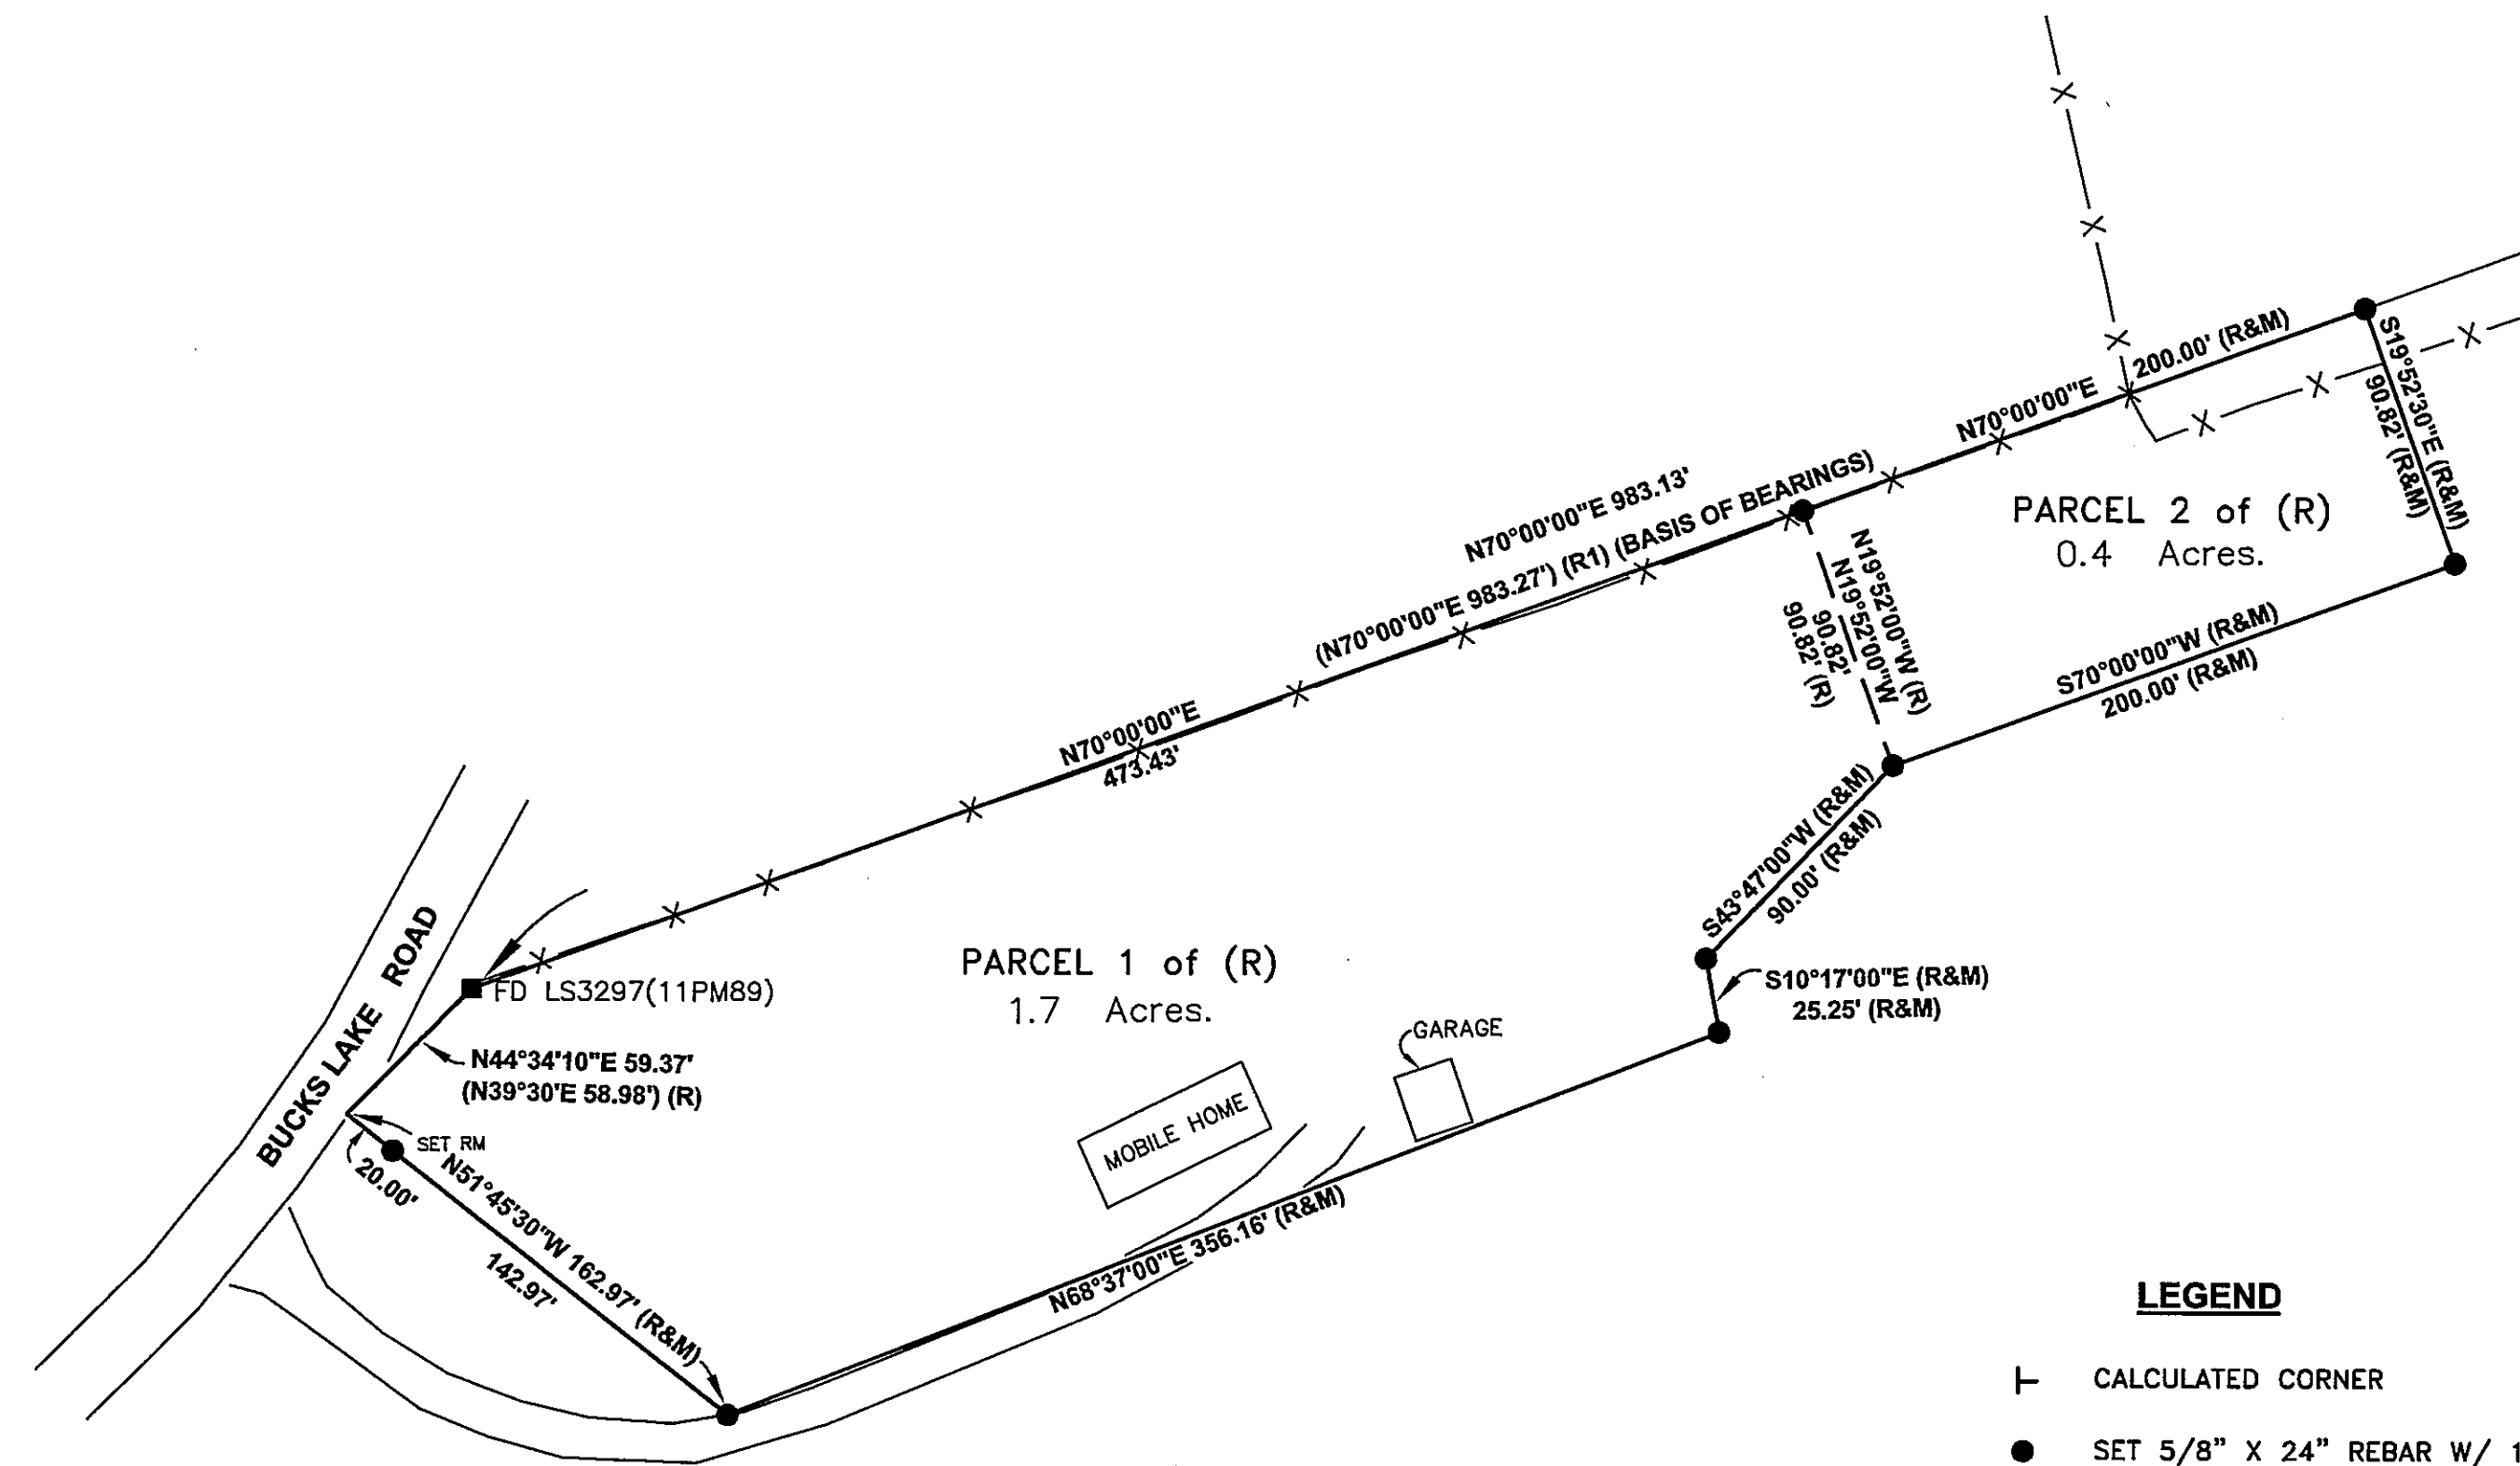 200.00' (R&M)
N70°00'00"E
S19°52'30"E (R&M)
90.82' (R&M)
N70°00'00"E 983.13'
(N70°00'00"E 983.27') (R1) (BASIS OF BEARINGS)
PARCEL 2 of (R)
0.4 Acres.
N19°52'00"W (R)
N19°52'00"W
90.82'
90.82' (R)
S70°00'00"W (R&M)
200.00' (R&M)
N70°00'00"E
473.43'
S43°47'00"W (R&M)
90.00' (R&M)
BUCKS LAKE ROAD
PARCEL 1 of (R)
1.7 Acres.
FD LS3297(11PM89)
S10°17'00"E (R&M)
25.25' (R&M)
GARAGE
N44°34'10"E 59.37'
(N39°30'E 58.98') (R)
MOBILE HOME
SET RM
20.00'
N51°45'30"W 162.97' (R&M)
142.97'
N68°37'00"E 356.16' (R&M)
LEGEND
CALCULATED CORNER
SET 5/8" X 24" REBAR W/ 1